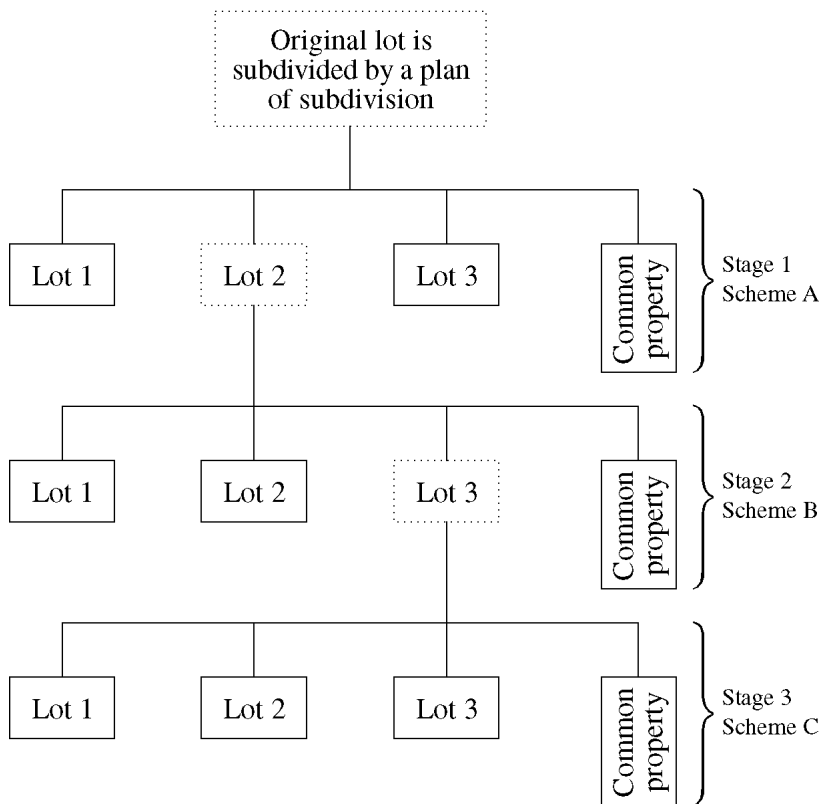 Original lot is
subdivided by a plan
of subdivision
Lot 1
Lot 2
Lot 3
Common
property
Stage 1
Scheme A
Lot 1
Lot 2
Lot 3
Common
property
Stage 2
Scheme B
Lot 1
Lot 2
Lot 3
Common
property
Stage 3
Scheme C